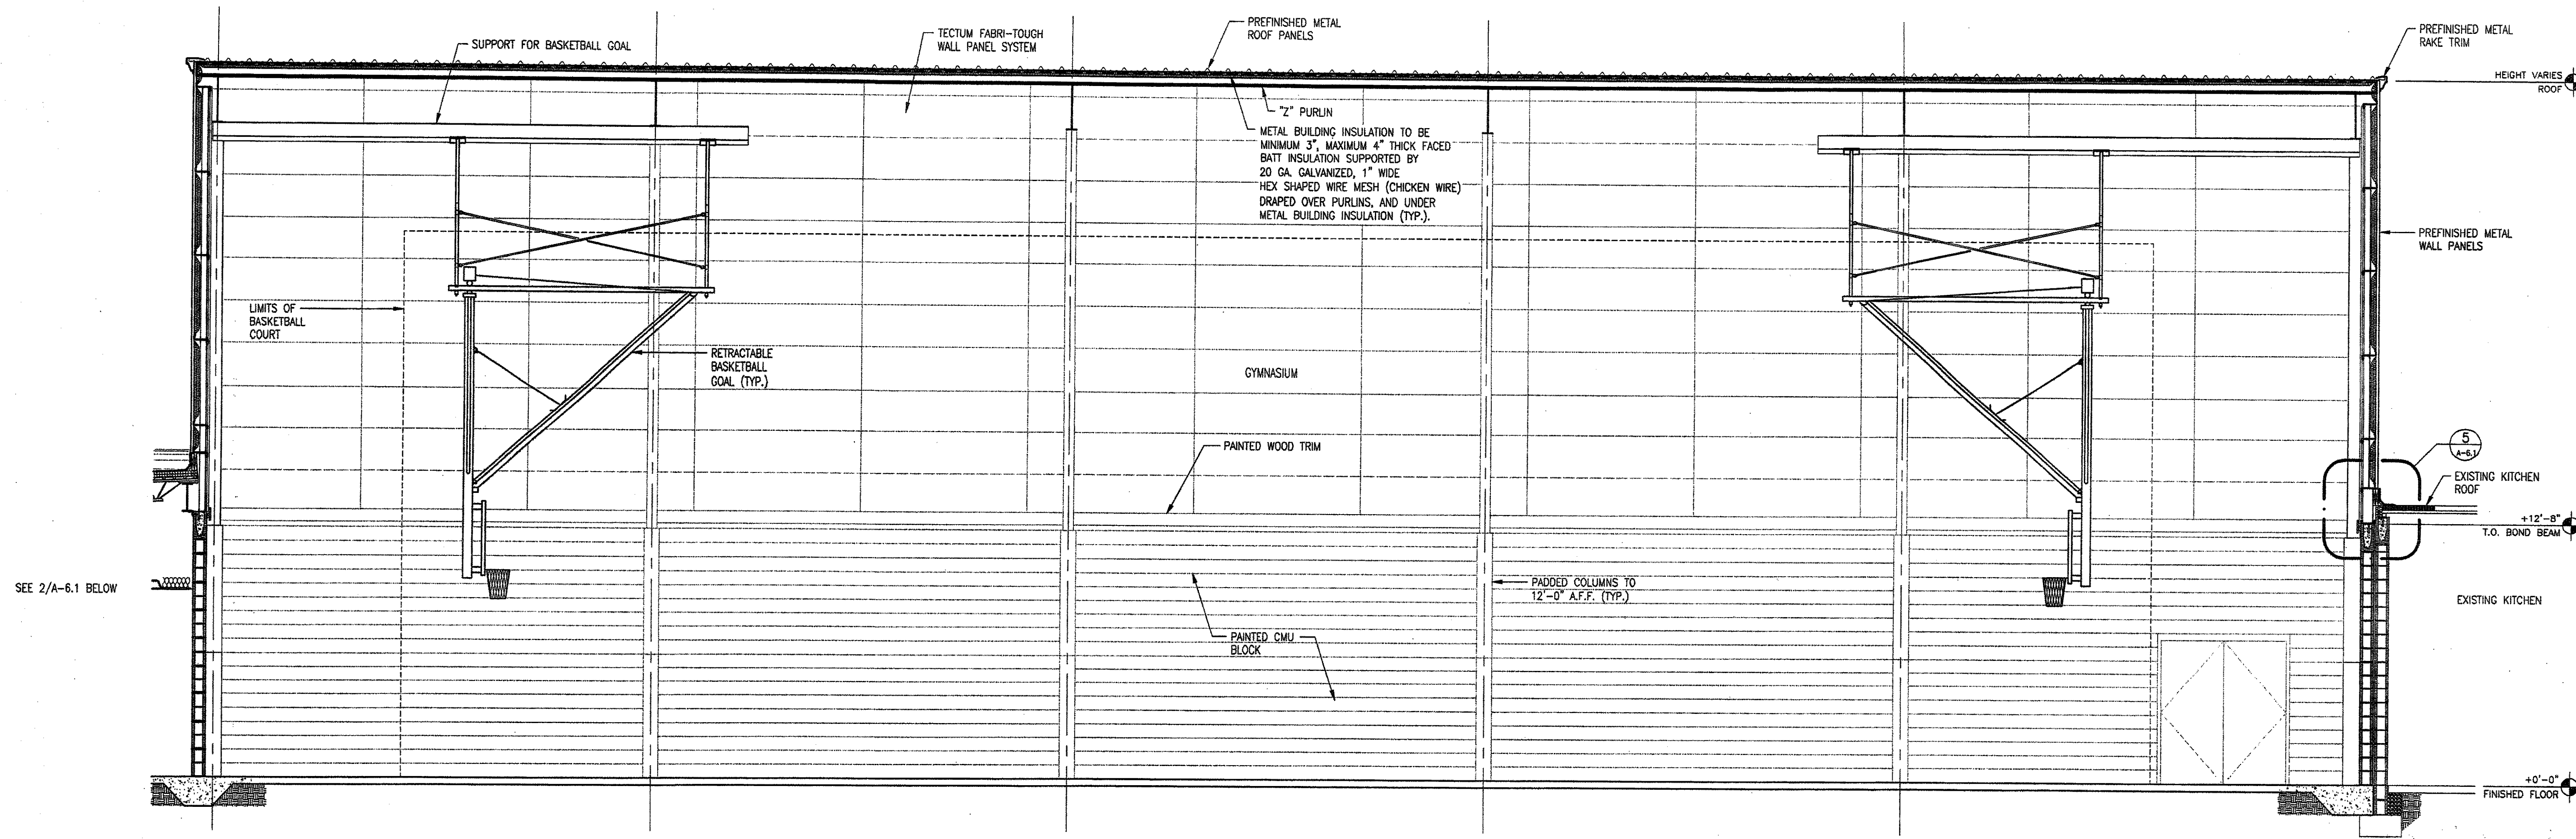 PREFINISHED METAL
ROOF PANELS
TECTUM FABRI-TOUGH
WALL PANEL SYSTEM
SUPPORT FOR BASKETBALL GOAL
PREFINISHED METAL
RAKE TRIM
HEIGHT VARIES
ROOF
"Z" PURLIN
METAL BUILDING INSULATION TO BE
MINIMUM 3", MAXIMUM 4" THICK FACED
BATT INSULATION SUPPORTED BY
20 GA. GALVANIZED, 1" WIDE
HEX SHAPED WIRE MESH (CHICKEN WIRE)
DRAPED OVER PURLINS, AND UNDER
METAL BUILDING INSULATION (TYP.).
PREFINISHED METAL
WALL PANELS
LIMITS OF
BASKETBALL
COURT
RETRACTABLE
BASKETBALL
GOAL (TYP.)
GYMNASIUM
PAINTED WOOD TRIM
5
A-6.1
EXISTING KITCHEN
ROOF
+12'-8"
T.O. BOND BEAM
SEE 2/A-6.1 BELOW
PADDED COLUMNS TO
12'-0" A.F.F. (TYP.)
EXISTING KITCHEN
PAINTED CMU
BLOCK
+0'-0"
FINISHED FLOOR